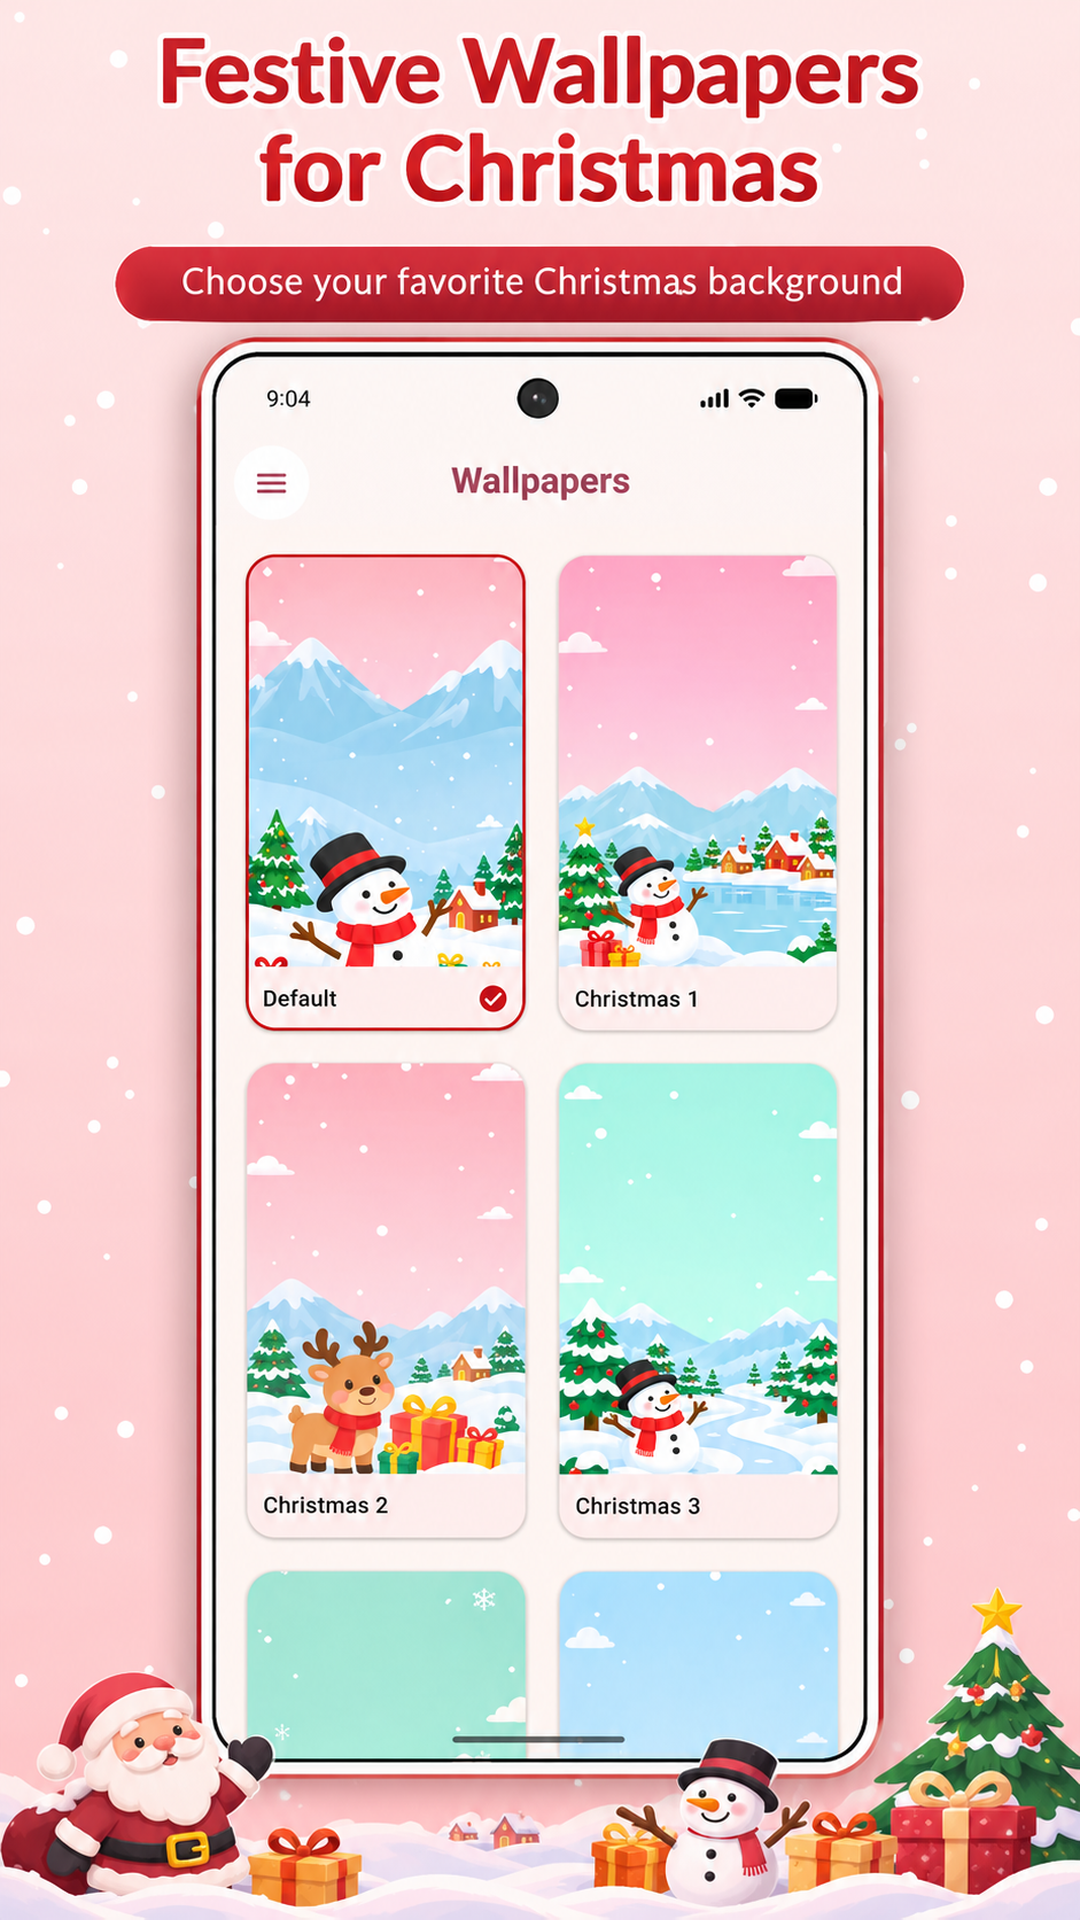 Festive Wallpapers
for Christmas
Choose your favorite Christmas background
9:04
Wallpapers
Default
Christmas 1
Christmas 2
Christmas 3